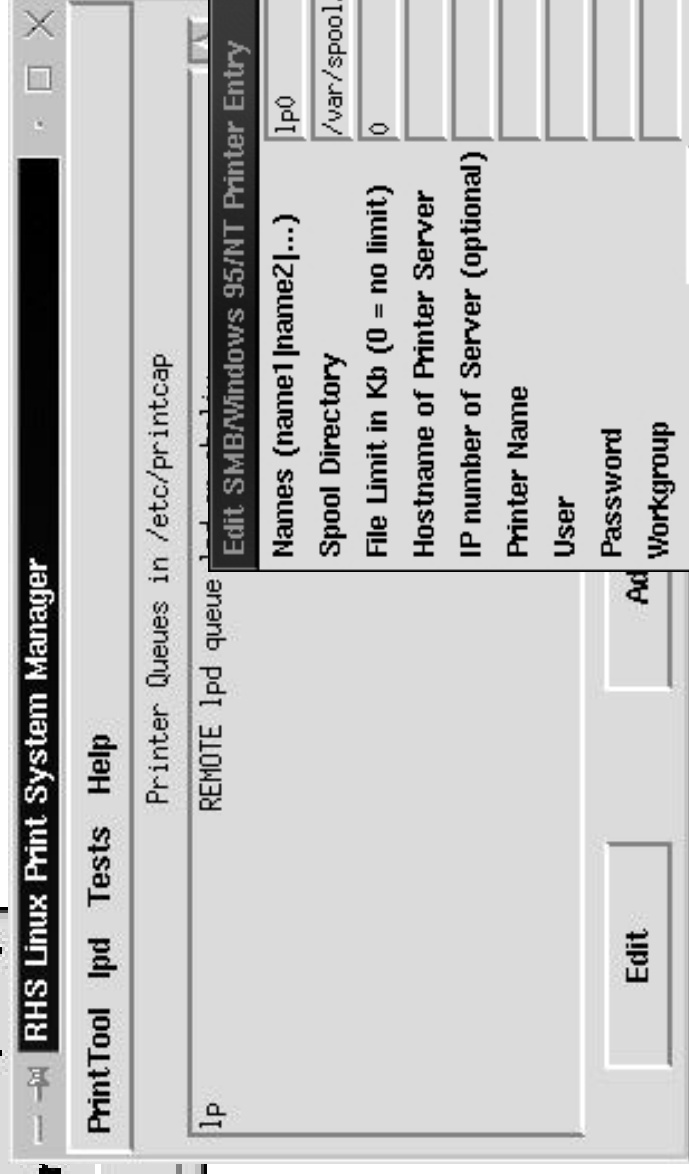 RHS Linux Print System Manager
PrintTool lpd Tests Help
Printer Queues in /etc/printcap
lp REMOTE lpd queue
Edit
Edit SMB/Windows 95/NT Printer Entry
Names (name1|name2|...) lp0
Spool Directory /var/spool
File Limit in Kb (0 = no limit) 0
Hostname of Printer Server
IP number of Server (optional)
Printer Name
User
Password
Workgroup